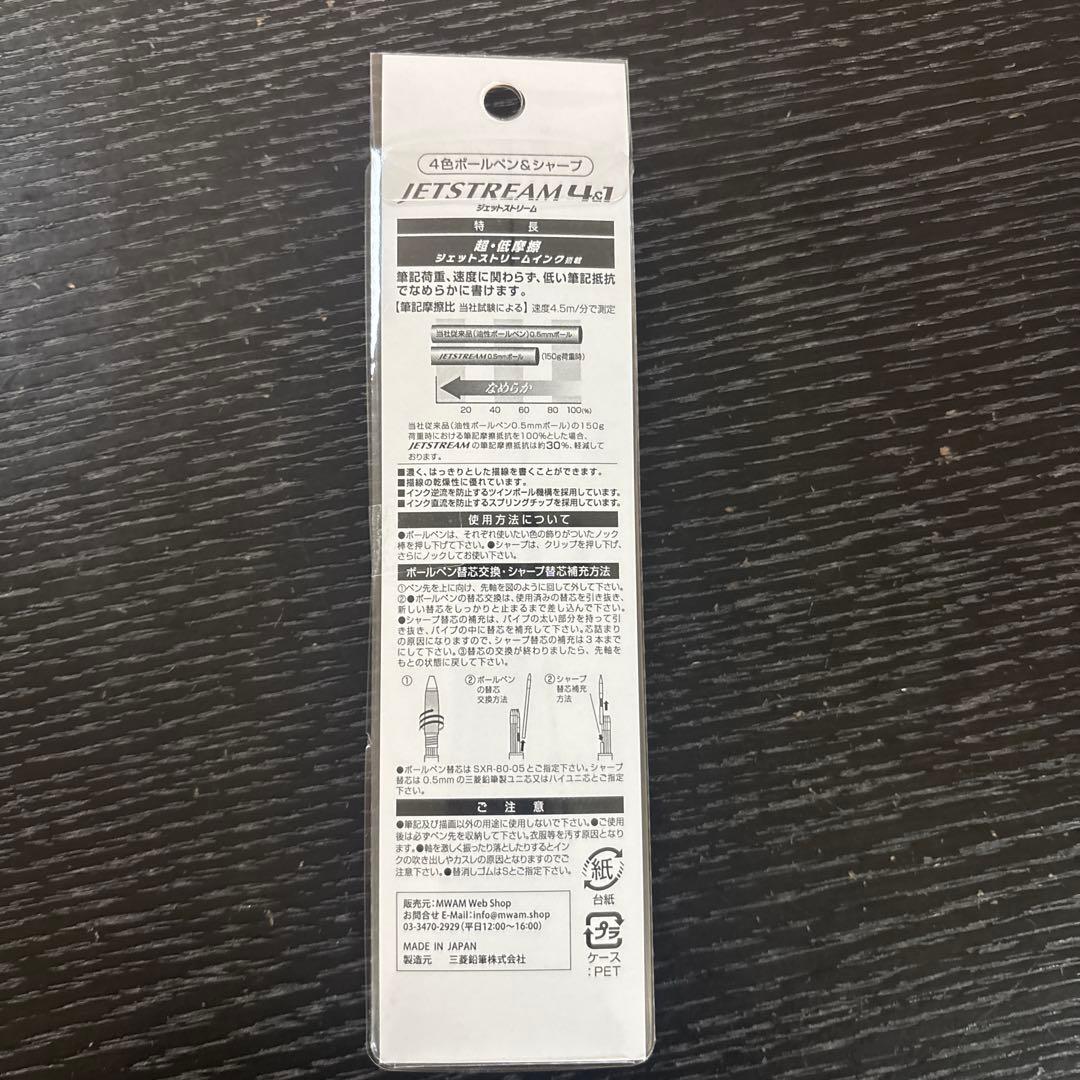 4色ボールペン&シャープ
JETSTREAM 4&1
ジェットストリーム
特 長
超・低摩擦
ジェットストリームインク搭載
筆記荷重、速度に関わらず、低い筆記抵抗
でなめらかに書けます。
【筆記摩擦比 当社試験による】速度4.5m/分で測定
当社従来品(油性ボールペン)0.5mmボール
JETSTREAM 0.5mmボール (150g荷重時)
なめらか
20 40 60 80 100(%)
当社従来品(油性ボールペン0.5mmボール)の150g
荷重時における筆記摩擦抵抗を100%とした場合、
JETSTREAMの筆記摩擦抵抗は約30%、軽減して
おります。
■濃く、はっきりとした描線を書くことができます。
■描線の乾燥性に優れています。
■インク逆流を防止するツインボール機構を採用しています。
■インク直流を防止するスプリングチップを採用しています。
使用方法について
●ボールペンは、それぞれ使いたい色の飾りがついたノック
棒を押し下げて下さい。●シャープは、クリップを押し下げ、
さらにノックしてお使い下さい。
ボールペン替芯交換・シャープ替芯補充方法
①ペン先を上に向け、先軸を図のように回して外して下さい。
②●ボールペンの替芯交換は、使用済みの替芯を引き抜き、
新しい替芯をしっかりと止まるまで差し込んで下さい。
●シャープ替芯の補充は、パイプの太い部分を持って引
き抜き、パイプの中に替芯を補充して下さい。芯詰まり
の原因になりますので、シャープ替芯の補充は3本まで
にして下さい。③替芯の交換が終わりましたら、先軸を
もとの状態に戻して下さい。
①
②ボールペン
の替芯
交換方法
②シャープ
替芯補充
方法
●ボールペン替芯はSXR-80-05とご指定下さい。シャープ
替芯は0.5mmの三菱鉛筆製ユニ芯又はハイユニ芯とご指定
下さい。
ご 注 意
●筆記及び描画以外の用途に使用しないで下さい。●ご使用
後は必ずペン先を収納して下さい。衣服等を汚す原因となり
ます。●軸を激しく振ったり落としたりするとイン
クの吹き出しやカスレの原因となりますのでご
注意下さい。●替消しゴムはSとご指定下さい。
紙
台紙
プラ
ケース
:PET
販売元:MWAM Web Shop
お問合せ E-Mail:info@mwam.shop
03-3470-2929(平日12:00～16:00)
MADE IN JAPAN
製造元 三菱鉛筆株式会社